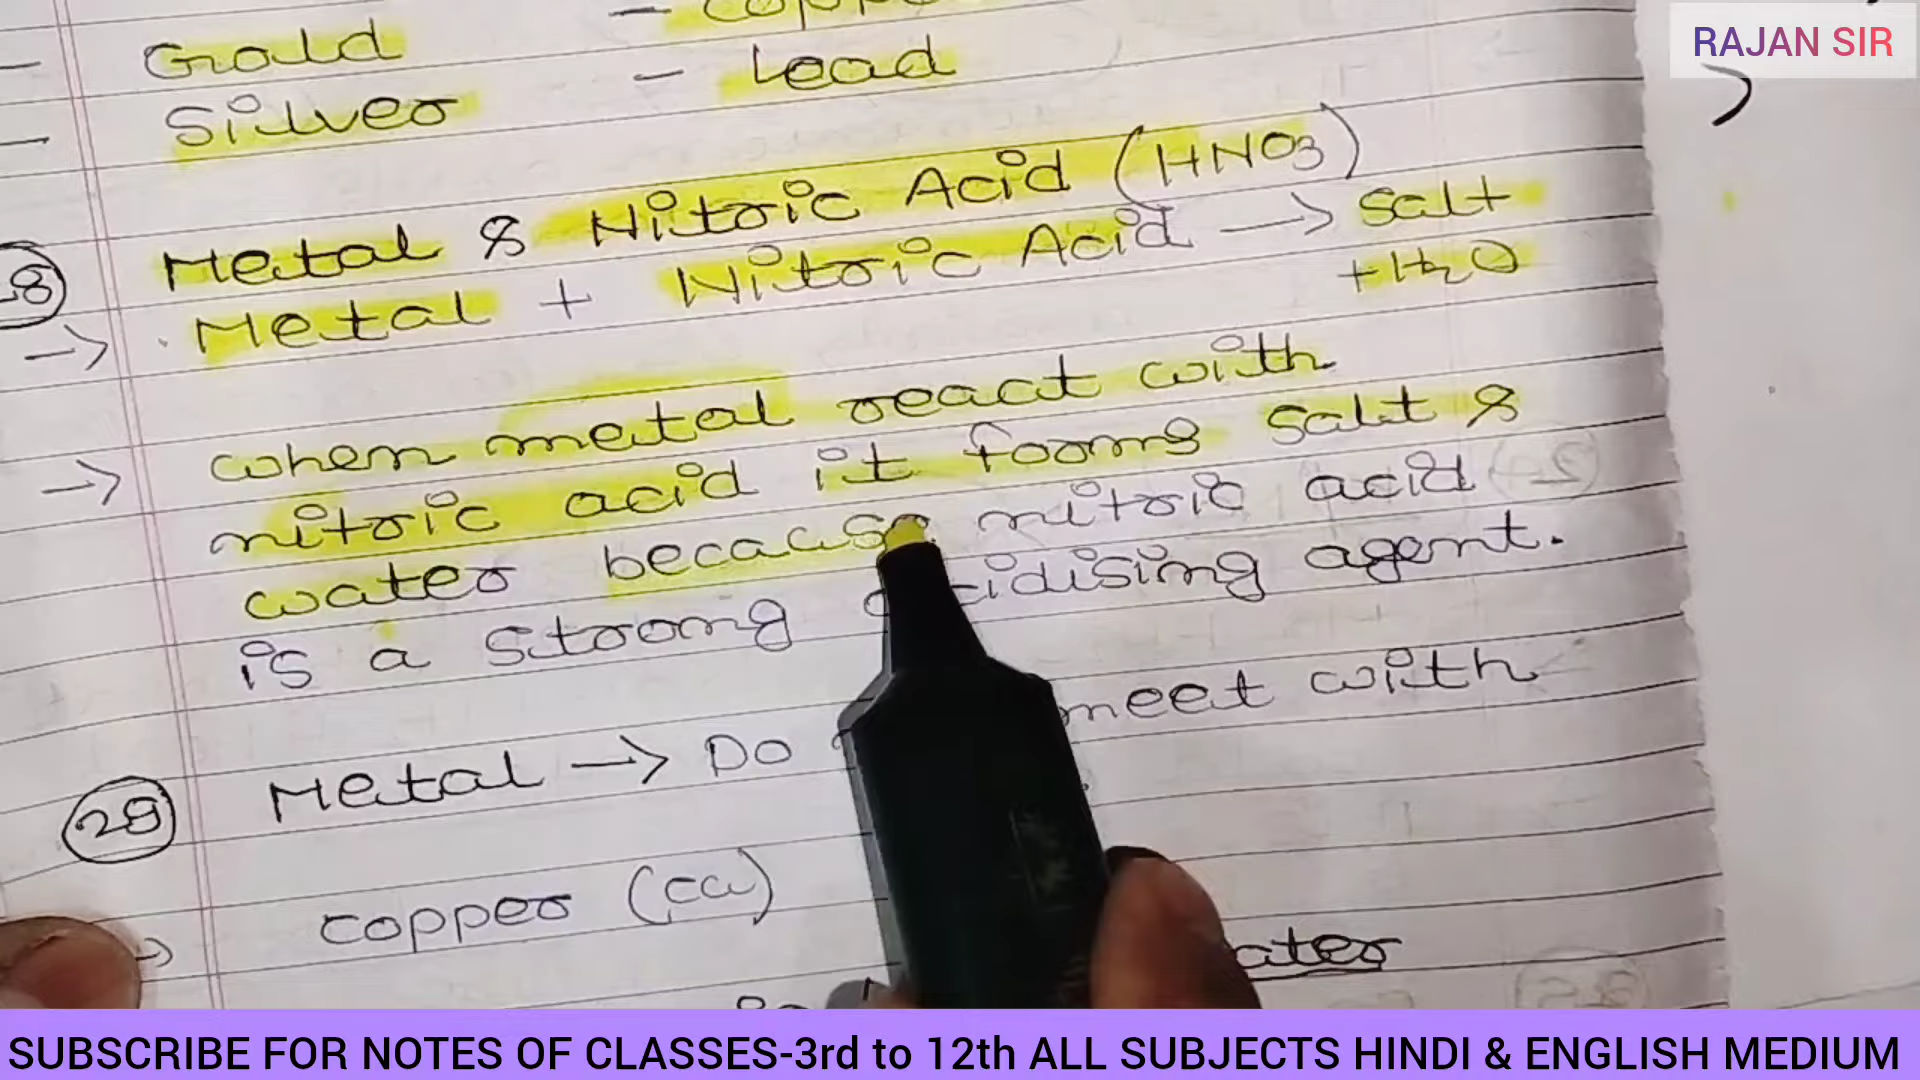 RAJAN SIR
- Gold
- Lead
- Silver
28 Metal & Nitric Acid (HNO3)
-> Metal + Nitric Acid -> Salt
+ H2O
-> when metal react with
nitric acid it forms salt &
water because nitric acid
is a strong agent.
29 Metal -> Do meet with
-> copper (cu)
SUBSCRIBE FOR NOTES OF CLASSES-3rd to 12th ALL SUBJECTS HINDI & ENGLISH MEDIUM